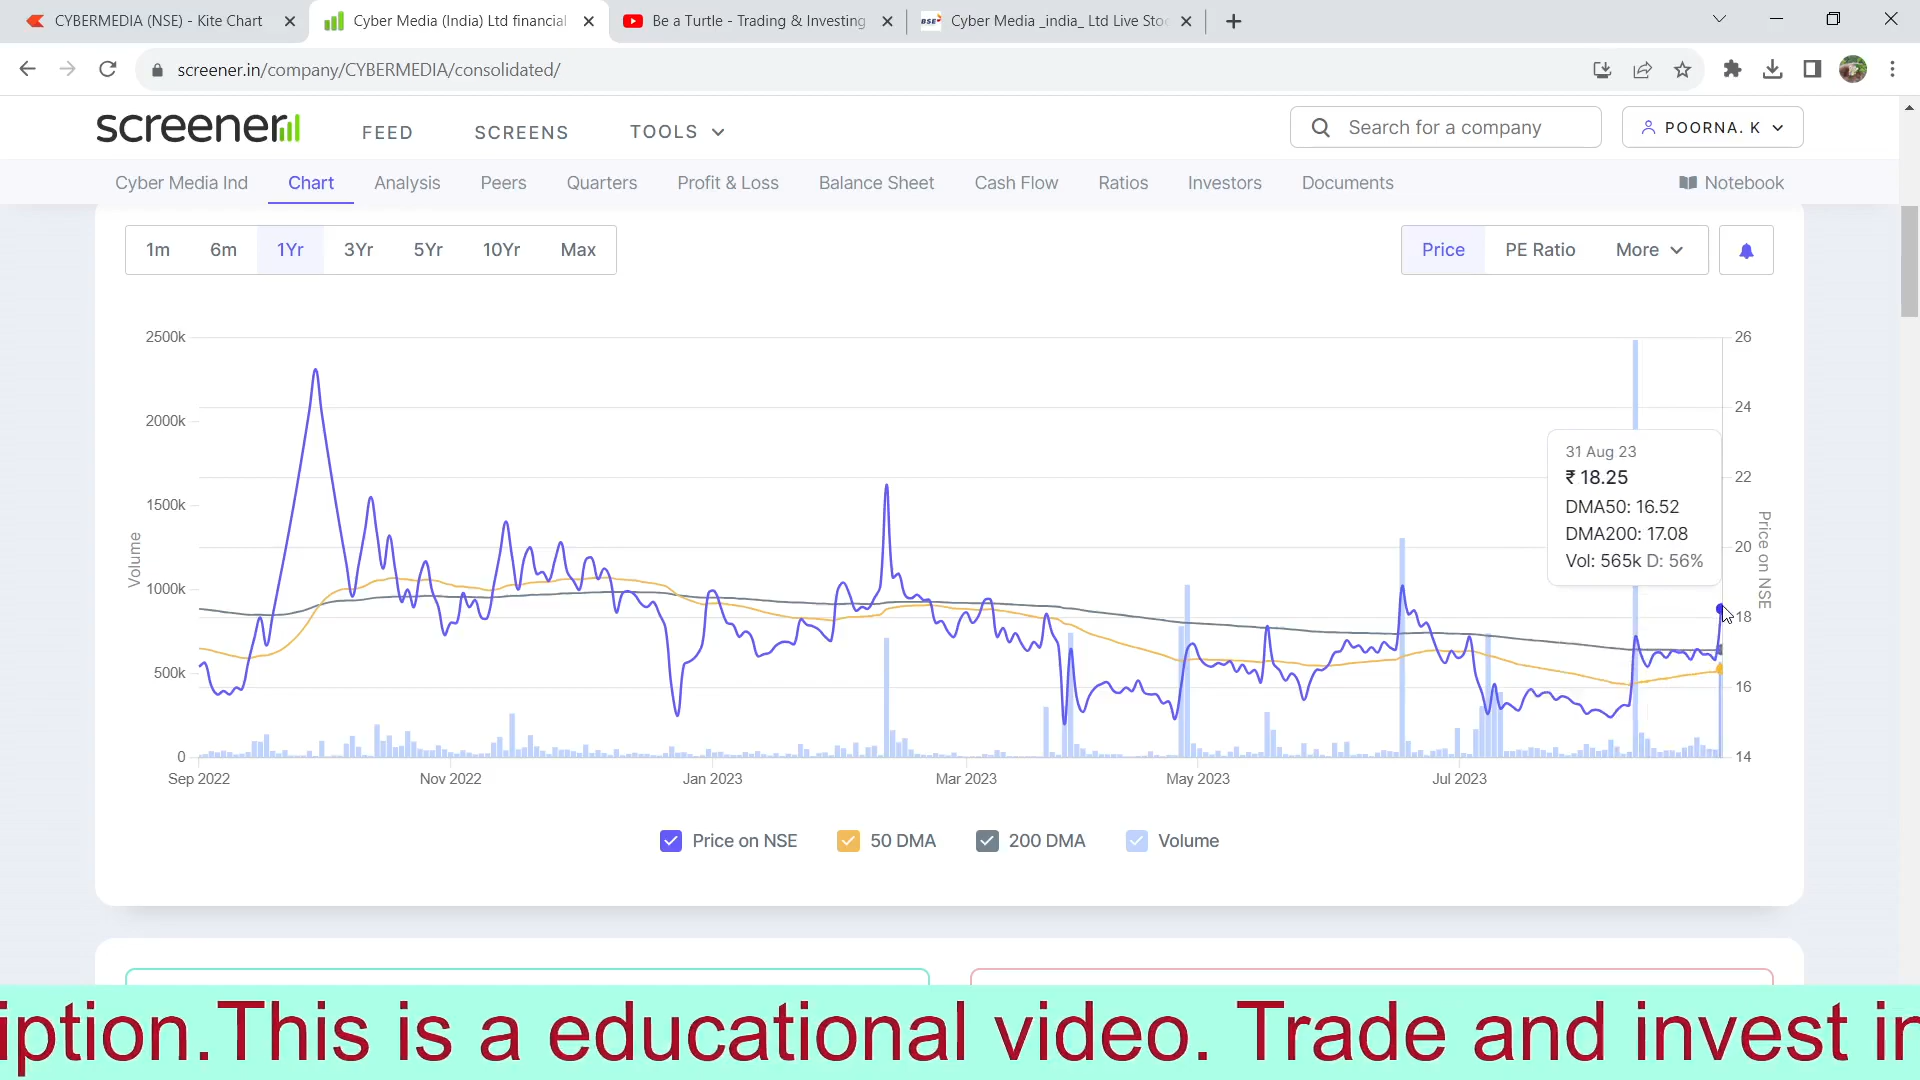 CYBERMEDIA (NSE) - Kite Chart
Cyber Media (India) Ltd financial
Be a Turtle - Trading & Investing
BSE Cyber Media _india_ Ltd Live Sto
screener.in/company/CYBERMEDIA/consolidated/
screener
FEED SCREENS TOOLS
Search for a company
POORNA. K
Cyber Media Ind Chart Analysis Peers Quarters Profit & Loss Balance Sheet Cash Flow Ratios Investors Documents Notebook
1m 6m 1Yr 3Yr 5Yr 10Yr Max
Price PE Ratio More
2500k
2000k
1500k
1000k
500k
0
Volume
26
24
22
20
18
16
14
Price on NSE
31 Aug 23
₹ 18.25
DMA50: 16.52
DMA200: 17.08
Vol: 565k D: 56%
Sep 2022 Nov 2022 Jan 2023 Mar 2023 May 2023 Jul 2023
Price on NSE 50 DMA 200 DMA Volume
iption.This is a educational video. Trade and invest in